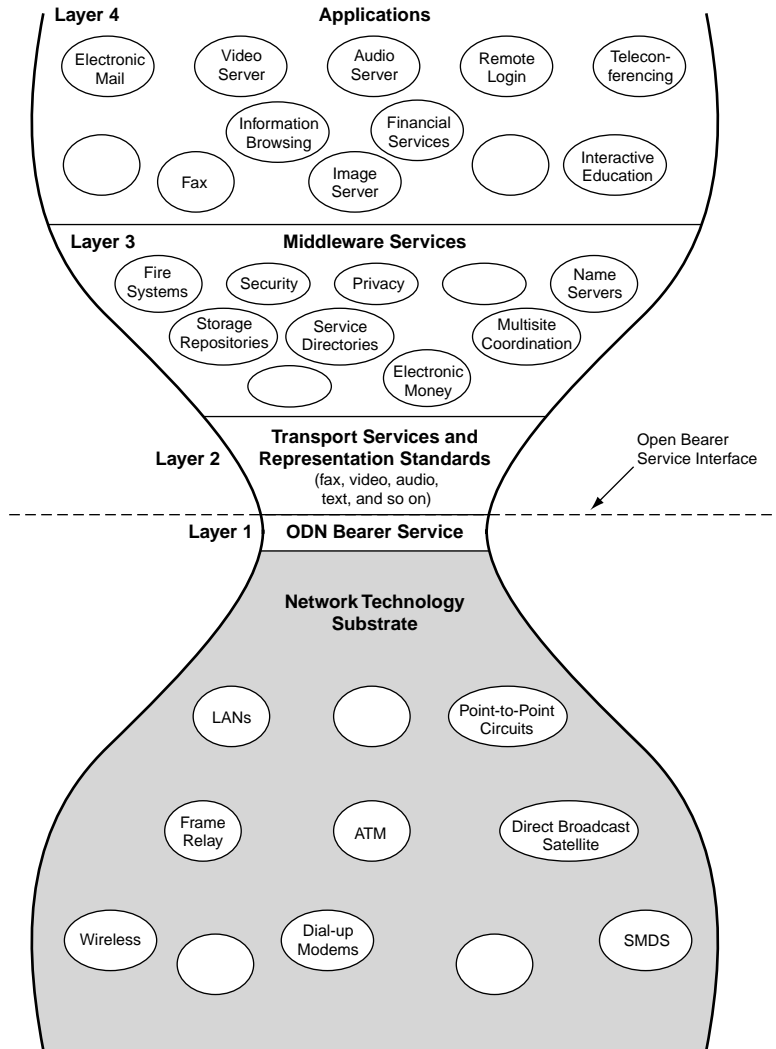 Layer 4
Applications
Electronic
Mail
Video
Server
Audio
Server
Remote
Login
Telecon-
ferencing
Information
Browsing
Financial
Services
Fax
Image
Server
Interactive
Education
Layer 3
Middleware Services
Fire
Systems
Security
Privacy
Name
Servers
Storage
Repositories
Service
Directories
Multisite
Coordination
Electronic
Money
Layer 2
Transport Services and
Representation Standards
(fax, video, audio,
text, and so on)
Open Bearer
Service Interface
Layer 1
ODN Bearer Service
Network Technology
Substrate
LANs
Point-to-Point
Circuits
Frame
Relay
ATM
Direct Broadcast
Satellite
Wireless
Dial-up
Modems
SMDS